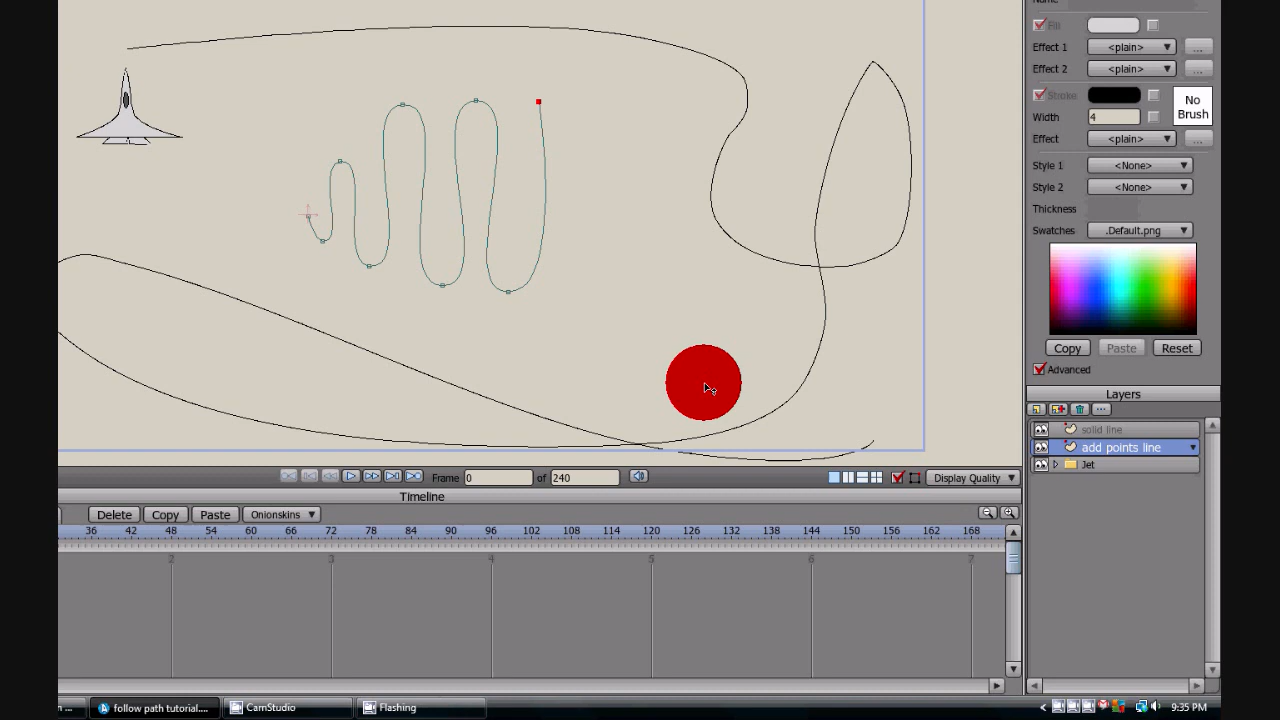 Name
Fill
Effect 1 <plain> ...
Effect 2 <plain> ...
Stroke
No Brush
Width 4
Effect <plain> ...
Style 1 <None>
Style 2 <None>
Thickness
Swatches .Default.png
Copy Paste Reset
Advanced
Layers
solid line
add points line
Jet
Frame 0 of 240
Display Quality
Timeline
Delete Copy Paste Onionskins
36 42 48 54 60 66 72 78 84 90 96 102 108 114 120 126 132 138 144 150 156 162 168
2 3 4 5 6 7
follow path tutorial.... CamStudio Flashing
9:35 PM